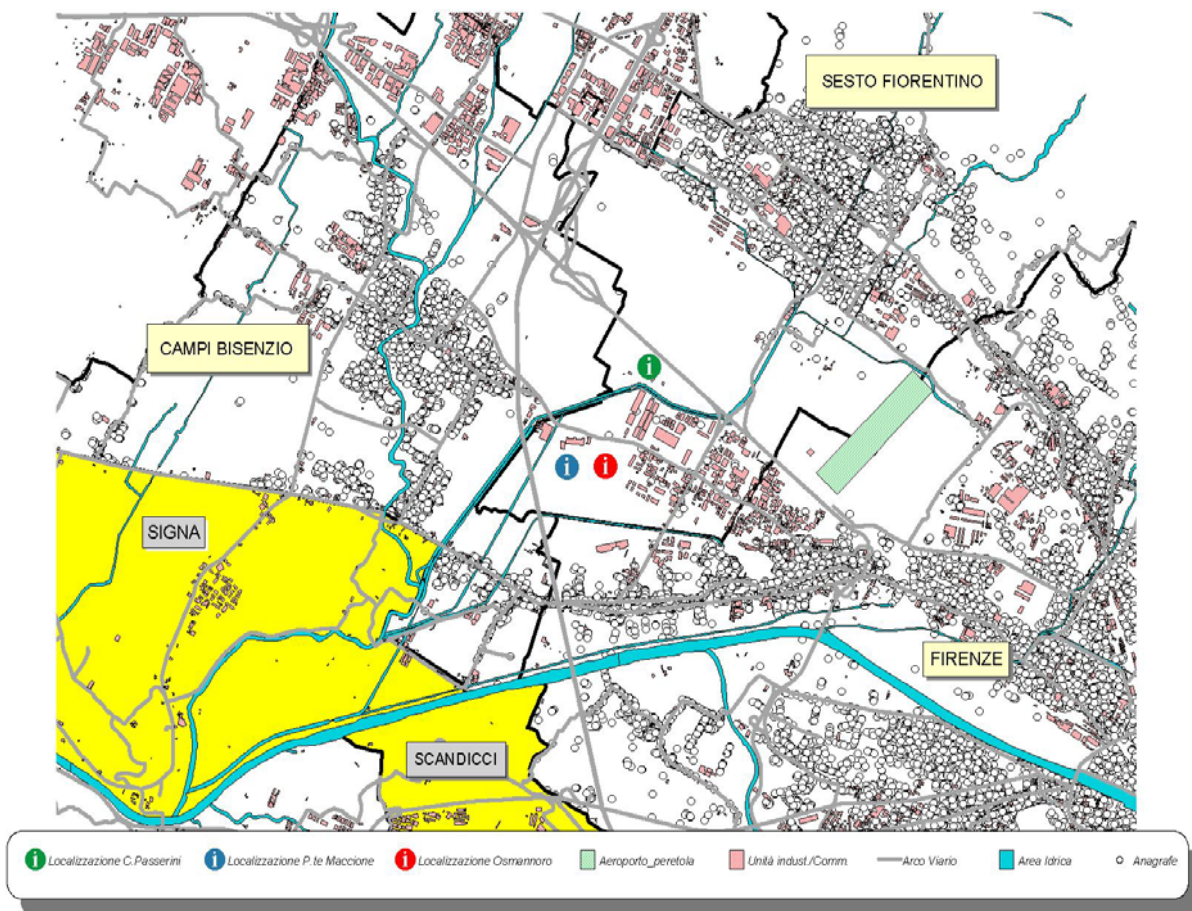 SESTO FIORENTINO
CAMPI BISENZIO
SIGNA
FIRENZE
SCANDICCI
Localizzazione C.Passerini
Localizzazione P.te Maccione
Localizzazione Osmannoro
Aeroporto_peretola
Unità indust./Comm.
Arco Viario
Area Idrica
Anagrafe